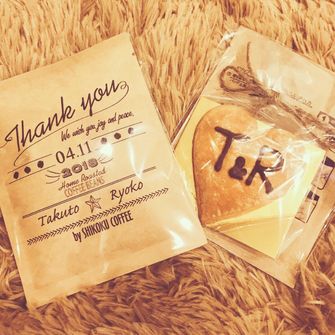 Thank you
We wish you joy and peace.
04.11
2016
Home Roasted
COFFEE BEANS
Takuto ☆ Ryoko
by SHIKOKU COFFEE
T&R